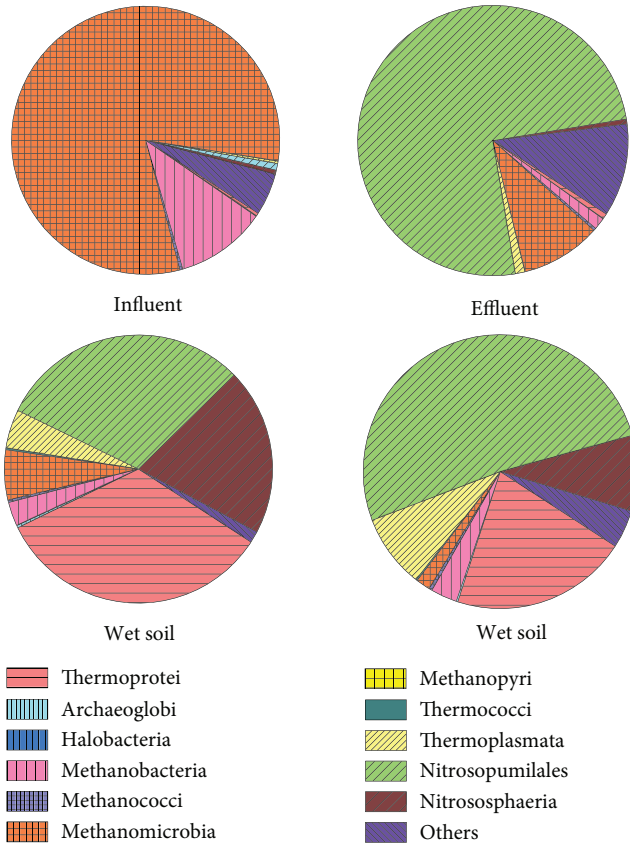 Influent
Effluent
Wet soil
Wet soil
Thermoprotei
Archaeoglobi
Halobacteria
Methanobacteria
Methanococci
Methanomicrobia
Methanopyri
Thermococci
Thermoplasmata
Nitrosopumilales
Nitrososphaeria
Others